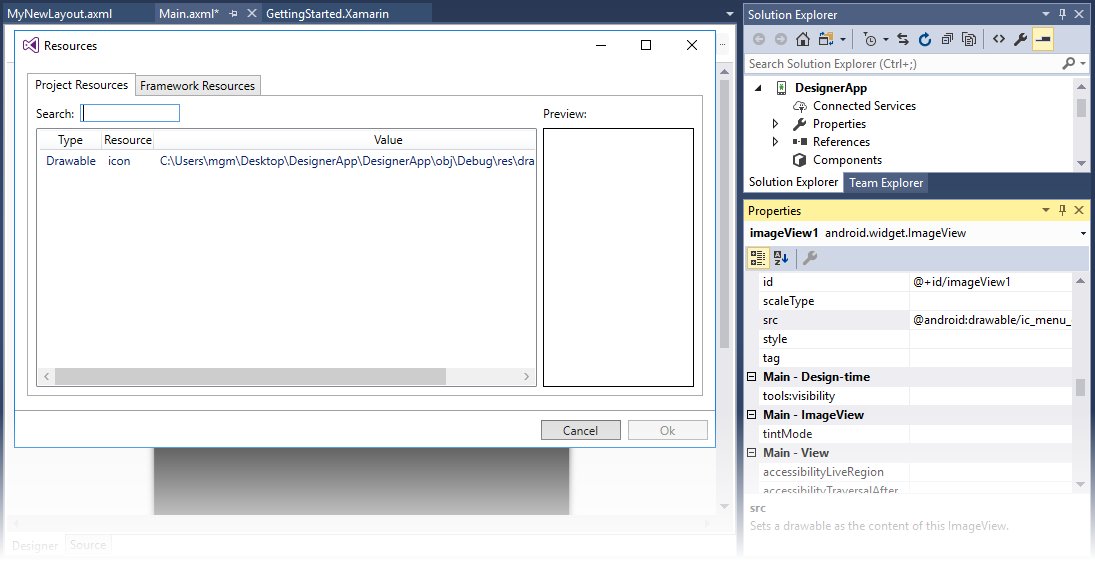 MyNewLayout.axml
Main.axml*
GettingStarted.Xamarin
Resources
Project Resources
Framework Resources
Search:
Preview:
Type Resource Value
Drawable icon C:\Users\mgm\Desktop\DesignerApp\DesignerApp\obj\Debug\res\dra
Cancel
Ok
Designer
Source
Solution Explorer
Search Solution Explorer (Ctrl+;)
DesignerApp
Connected Services
Properties
References
Components
Solution Explorer
Team Explorer
Properties
imageView1 android.widget.ImageView
id @+id/imageView1
scaleType
src @android:drawable/ic_menu_
style
tag
Main - Design-time
tools:visibility
Main - ImageView
tintMode
Main - View
accessibilityLiveRegion
accessibilityTraversalAfter
src
Sets a drawable as the content of this ImageView.